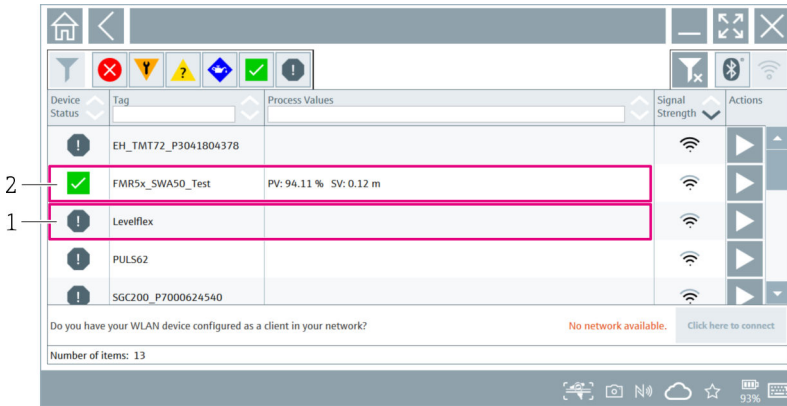 Device Status
Tag
Process Values
Signal Strength
Actions
EH_TMT72_P3041804378
2
FMR5x_SWA50_Test PV: 94.11 % SV: 0.12 m
1
Levelflex
PULS62
SGC200_P7000624540
Do you have your WLAN device configured as a client in your network? No network available. Click here to connect
Number of items: 13
93%